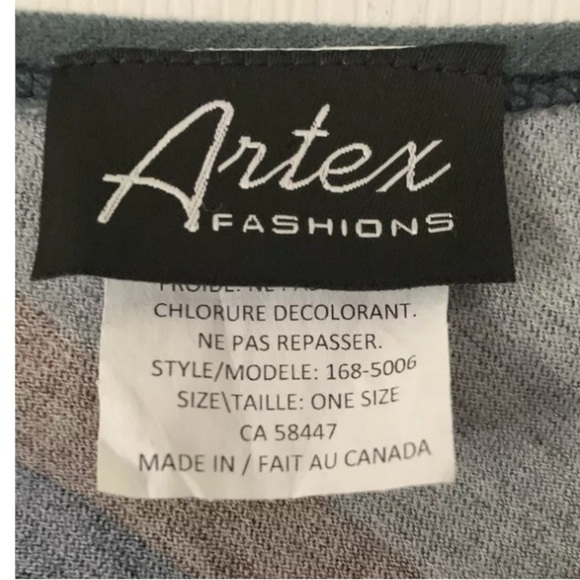 Artex
FASHIONS
CHLORURE DECOLORANT.
NE PAS REPASSER.
STYLE/MODELE: 168-5006
SIZE\TAILLE: ONE SIZE
CA 58447
MADE IN / FAIT AU CANADA